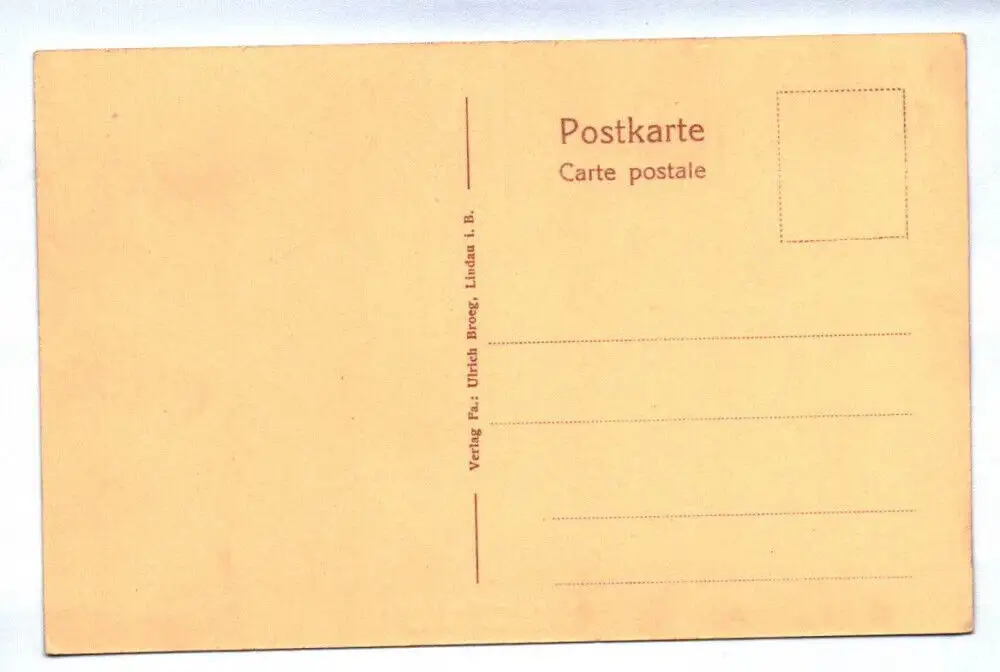 Postkarte
Carte postale
Verlag Fa.: Ulrich Broeg, Lindau i. B.